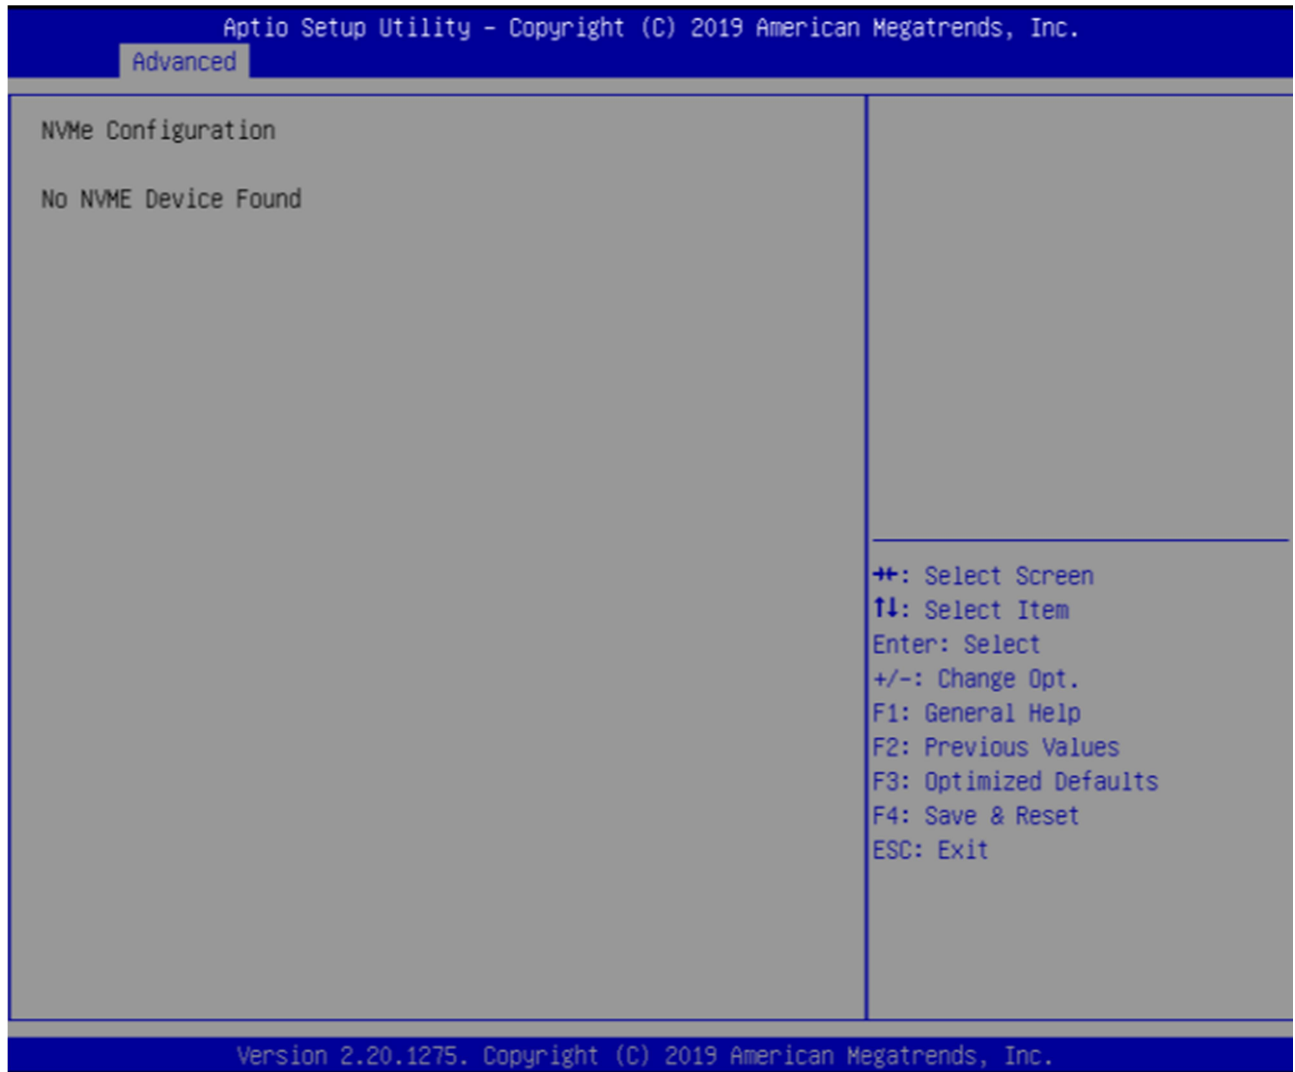 Aptio Setup Utility – Copyright (C) 2019 American Megatrends, Inc.
Advanced
NVMe Configuration
No NVME Device Found
→←: Select Screen
↑↓: Select Item
Enter: Select
+/-: Change Opt.
F1: General Help
F2: Previous Values
F3: Optimized Defaults
F4: Save & Reset
ESC: Exit
Version 2.20.1275. Copyright (C) 2019 American Megatrends, Inc.